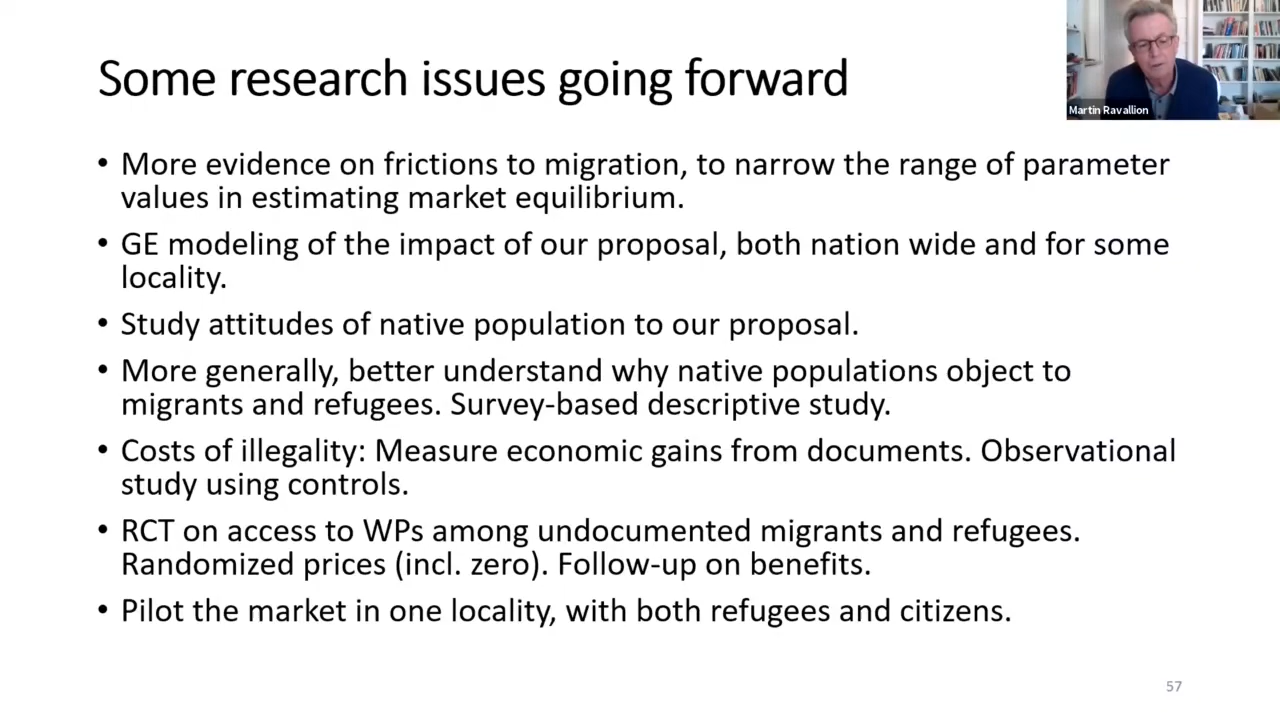 Some research issues going forward
Martin Ravallion
• More evidence on frictions to migration, to narrow the range of parameter
values in estimating market equilibrium.
• GE modeling of the impact of our proposal, both nation wide and for some
locality.
• Study attitudes of native population to our proposal.
• More generally, better understand why native populations object to
migrants and refugees. Survey-based descriptive study.
• Costs of illegality: Measure economic gains from documents. Observational
study using controls.
• RCT on access to WPs among undocumented migrants and refugees.
Randomized prices (incl. zero). Follow-up on benefits.
• Pilot the market in one locality, with both refugees and citizens.
57